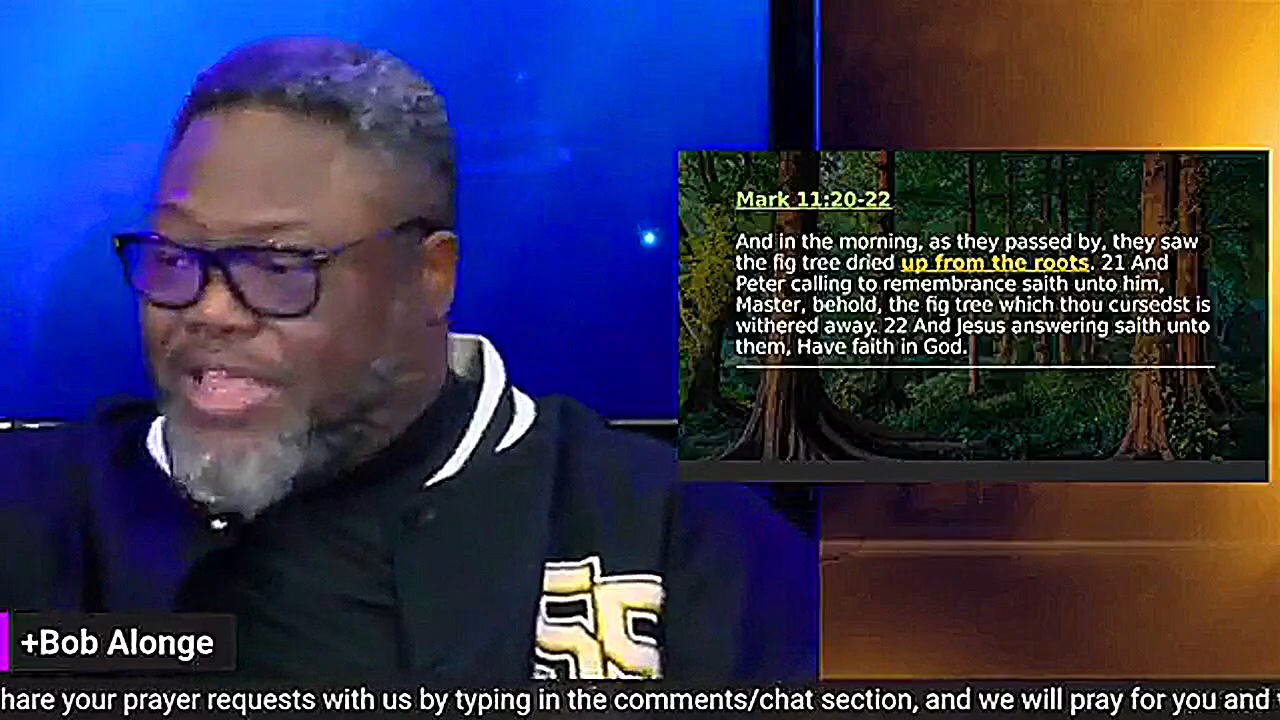 Mark 11:20-22
And in the morning, as they passed by, they saw
the fig tree dried up from the roots. 21 And
Peter calling to remembrance saith unto him,
Master, behold, the fig tree which thou cursedst is
withered away. 22 And Jesus answering saith unto
them, Have faith in God.
+Bob Alonge
hare your prayer requests with us by typing in the comments/chat section, and we will pray for you and